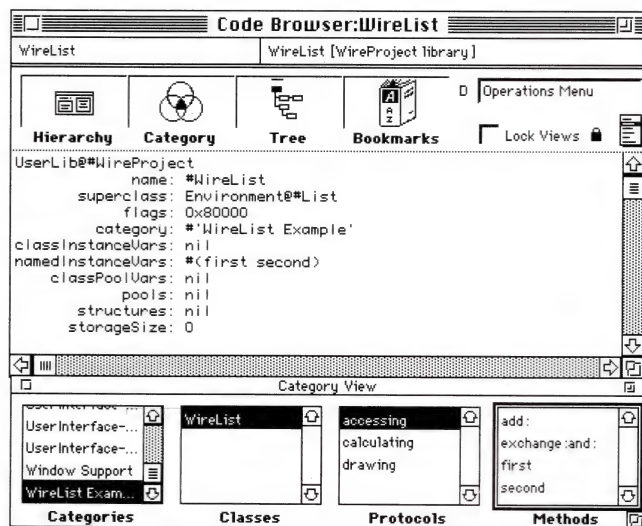 Code Browser:WireList
WireList
WireList [WireProject library]
Hierarchy
Category
Tree
Bookmarks
A
A
Z
D
Operations Menu
Lock Views
UserLib@#WireProject
name: #WireList
superclass: Environment@#List
flags: 0x80000
category: #'WireList Example'
classInstanceVars: nil
namedInstanceVars: #(first second)
classPoolVars: nil
pools: nil
structures: nil
storageSize: 0
Category View
UserInterface-...
UserInterface-...
UserInterface-...
Window Support
WireList Exam...
Categories
WireList
Classes
accessing
calculating
drawing
Protocols
add:
exchange:and:
first
second
Methods